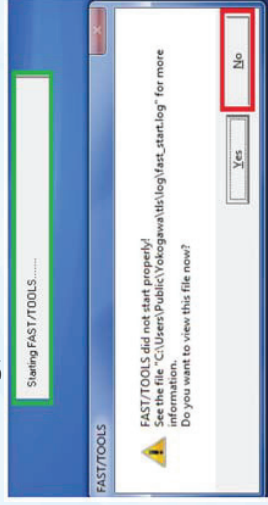 Starting FAST/TOOLS.......
FAST/TOOLS
FAST/TOOLS did not start properly!
See the file "C:\Users\Public\Yokogawa\tls\log\fast_start.log" for more
information.
Do you want to view this file now?
Yes
No